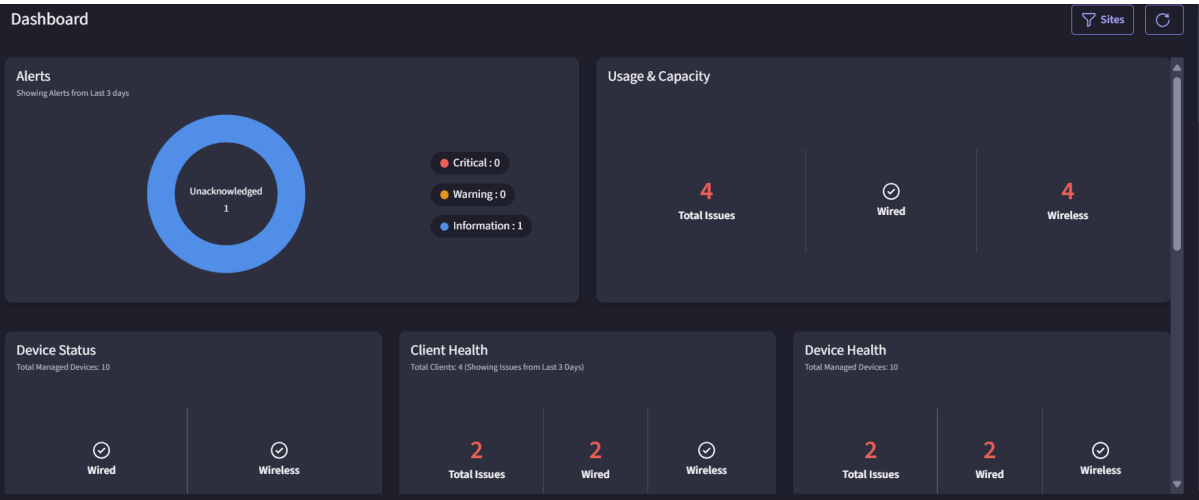 Dashboard
Sites
Alerts
Showing Alerts from Last 3 days
Unacknowledged
1
Critical : 0
Warning : 0
Information : 1
Usage & Capacity
4
Total Issues
Wired
4
Wireless
Device Status
Total Managed Devices: 10
Wired
Wireless
Client Health
Total Clients: 4 (Showing Issues from Last 3 Days)
2
Total Issues
2
Wired
Wireless
Device Health
Total Managed Devices: 10
2
Total Issues
2
Wired
Wireless